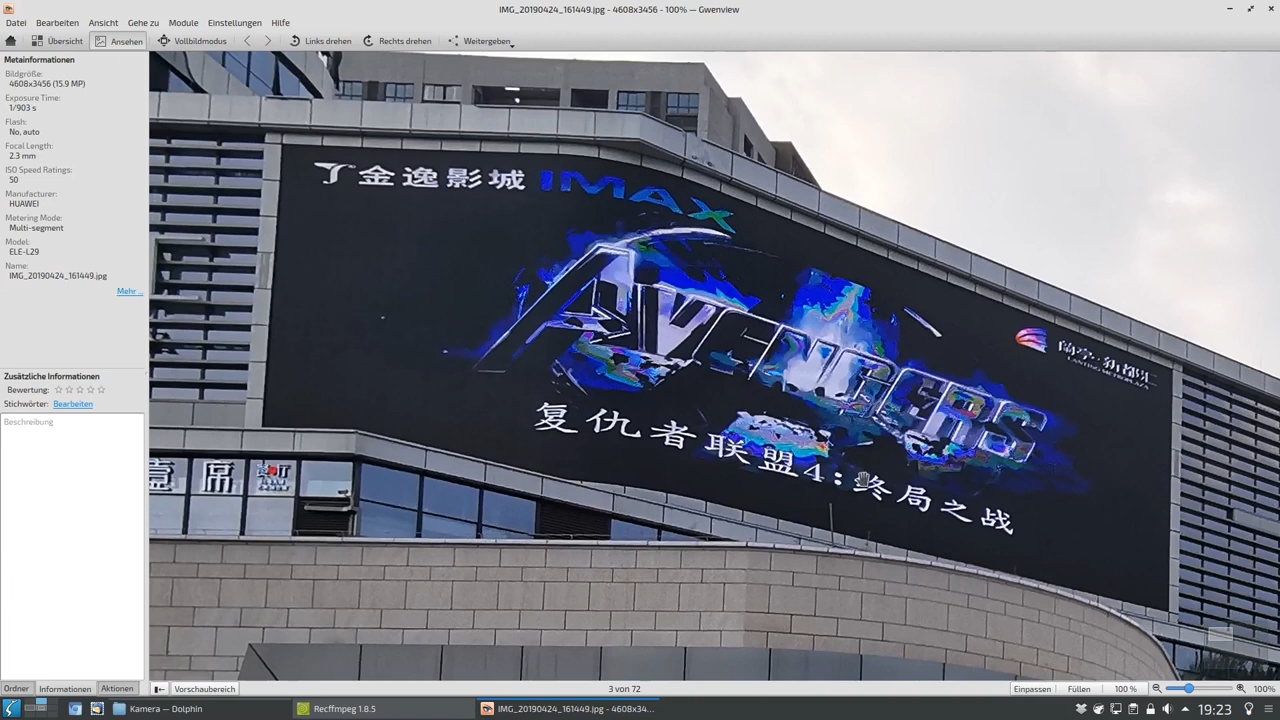 IMG_20190424_161449.jpg - 4608x3456 - 100% — Gwenview
Datei Bearbeiten Ansicht Gehe zu Module Einstellungen Hilfe
Übersicht Ansehen Vollbildmodus Links drehen Rechts drehen Weitergeben
Metainformationen
Bildgröße:
4608x3456 (15.9 MP)
Exposure Time:
1/903 s
Flash:
No, auto
Focal Length:
2.3 mm
ISO Speed Ratings:
50
Manufacturer:
HUAWEI
Metering Mode:
Multi-segment
Model:
ELE-L29
Name:
IMG_20190424_161449.jpg
Mehr ...
Zusätzliche Informationen
Bewertung:
Stichwörter: Bearbeiten
Beschreibung
金逸影城 IMAX
AVENGERS
复仇者联盟4:终局之战
LANTING METROPLAZA
壹席
Ordner Informationen Aktionen
Vorschaubereich
3 von 72
Einpassen Füllen 100 % 100%
Kamera — Dolphin
Recffmpeg 1.8.5
IMG_20190424_161449.jpg - 4608x34...
19:23